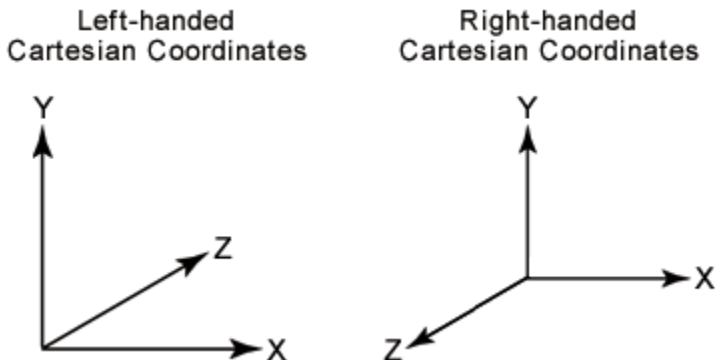 Left-handed
Cartesian Coordinates
Y
Z
X
Right-handed
Cartesian Coordinates
Y
X
Z